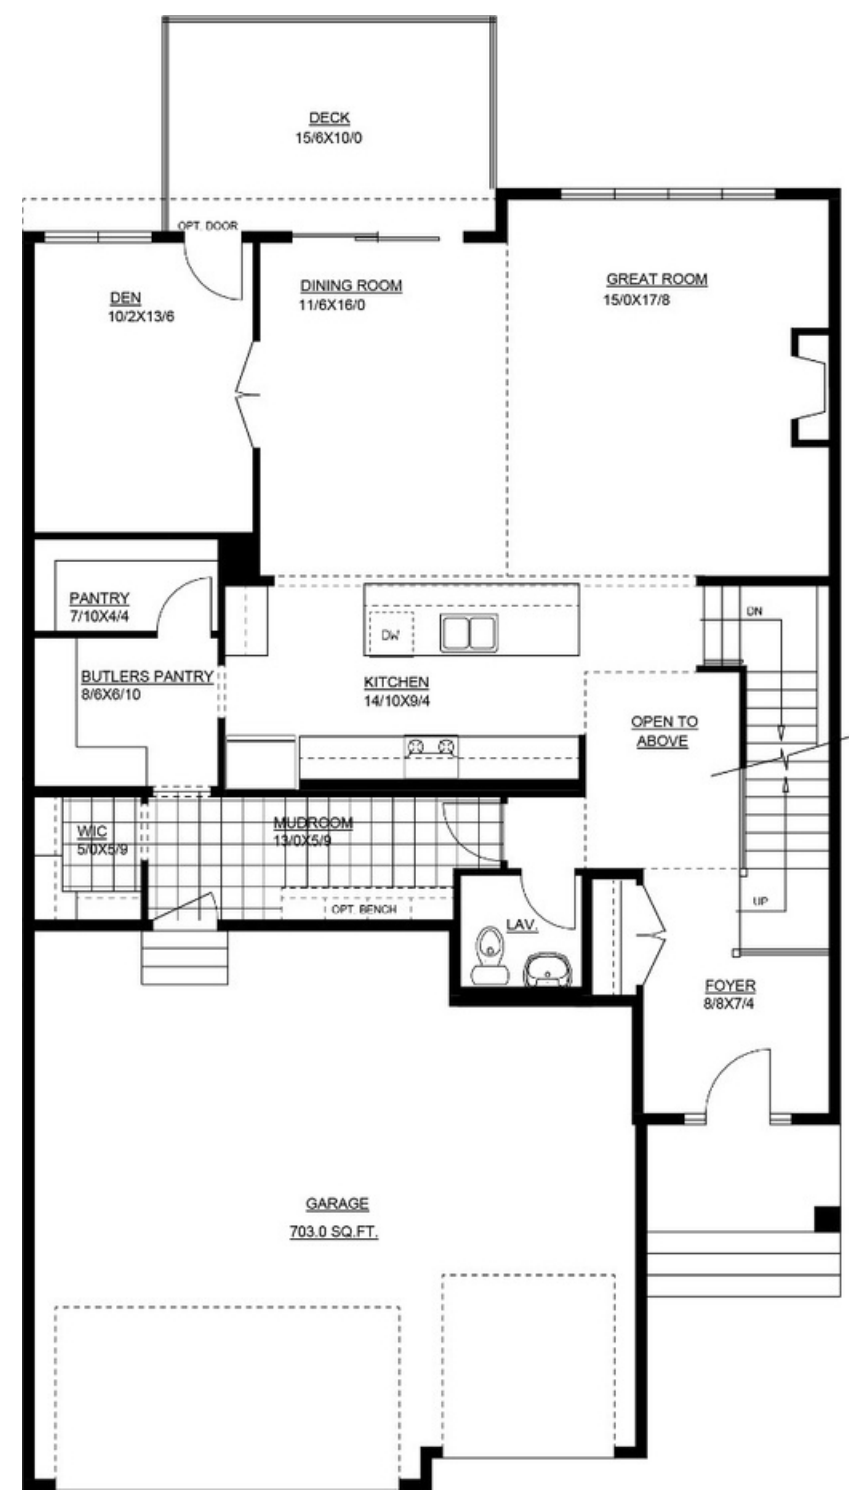 DECK
15/6X10/0
OPT. DOOR
DEN
10/2X13/6
DINING ROOM
11/6X16/0
GREAT ROOM
15/0X17/8
PANTRY
7/10X4/4
DW
DN
BUTLERS PANTRY
8/6X6/10
KITCHEN
14/10X9/4
OPEN TO
ABOVE
WIC
5/0X5/9
MUDROOM
13/0X5/9
OPT. BENCH
LAV.
UP
FOYER
8/8X7/4
GARAGE
703.0 SQ.FT.